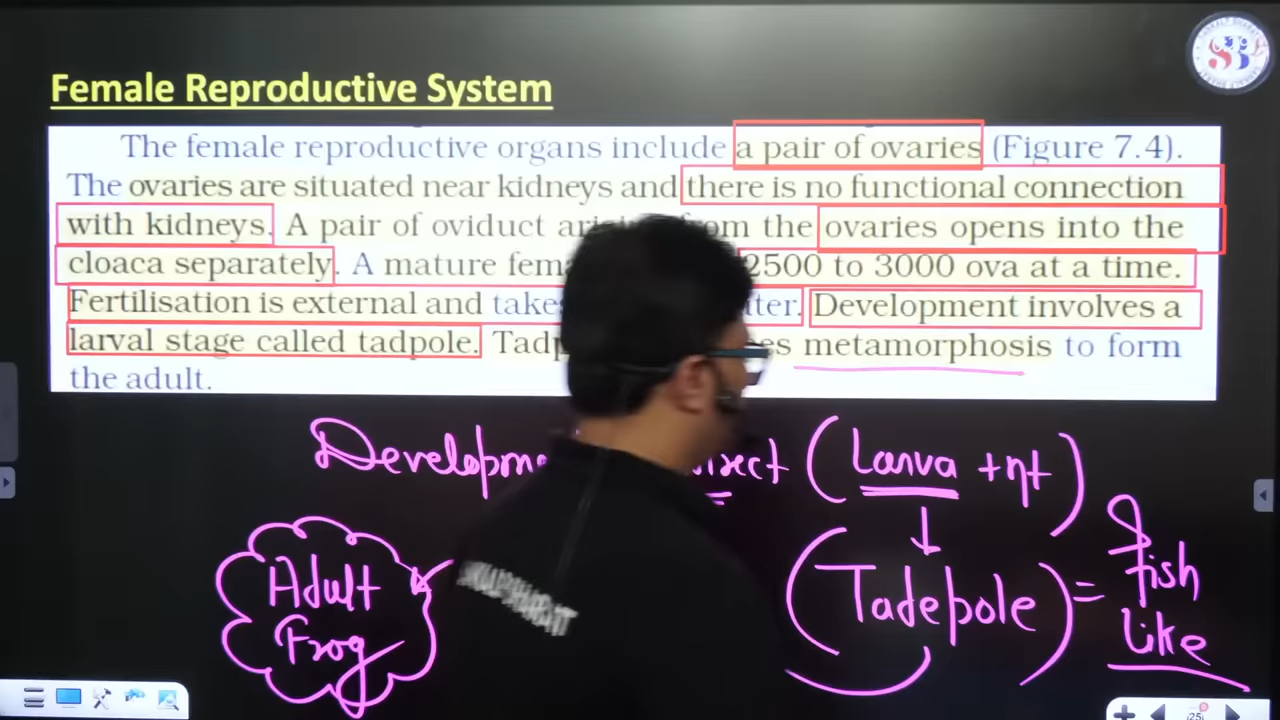 Female Reproductive System
The female reproductive organs include a pair of ovaries (Figure 7.4).
The ovaries are situated near kidneys and there is no functional connection
with kidneys. A pair of oviduct from the ovaries opens into the
cloaca separately. A mature 2500 to 3000 ova at a time.
Fertilisation is external and takes
Development involves a
larval stage called tadpole. metamorphosis to form
the adult.
(Larva +nt)
Adult
Frog
(Tadepole) = fish
like